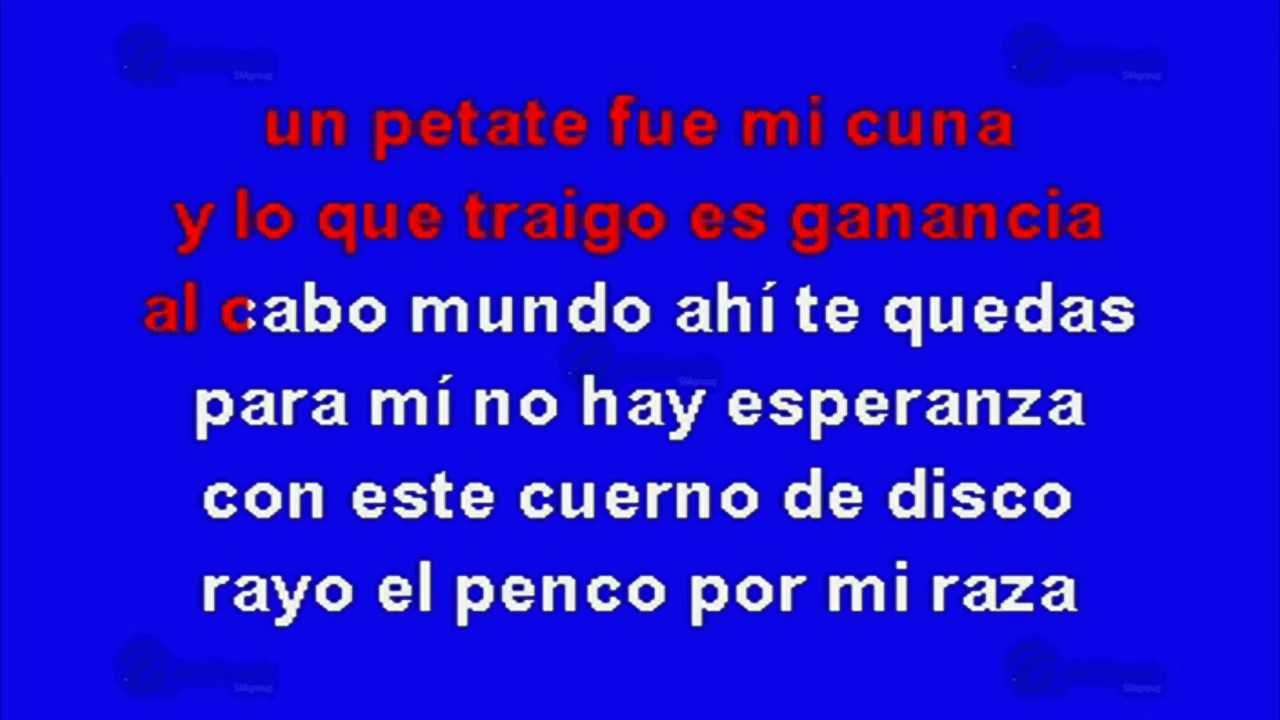 un petate fue mi cuna
y lo que traigo es ganancia
al cabo mundo ahí te quedas
para mí no hay esperanza
con este cuerno de disco
rayo el penco por mi raza